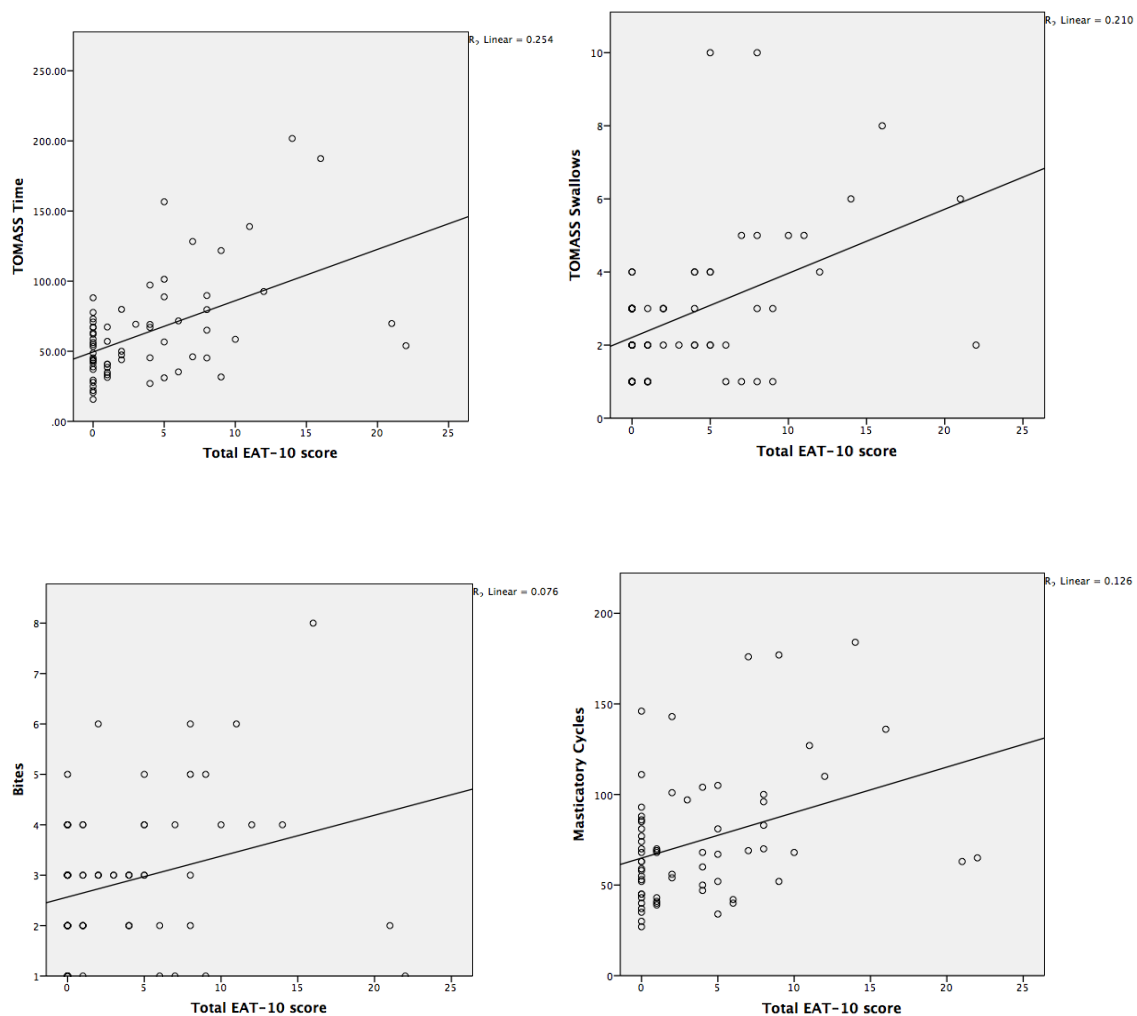 R₂ Linear = 0.254
250.00
200.00
150.00
100.00
50.00
.00
TOMASS Time
0 5 10 15 20 25
Total EAT-10 score
R₂ Linear = 0.210
10
8
6
4
2
0
TOMASS Swallows
0 5 10 15 20 25
Total EAT-10 score
R₂ Linear = 0.076
8
7
6
5
4
3
2
1
Bites
0 5 10 15 20 25
Total EAT-10 score
R₂ Linear = 0.126
200
150
100
50
0
Masticatory Cycles
0 5 10 15 20 25
Total EAT-10 score